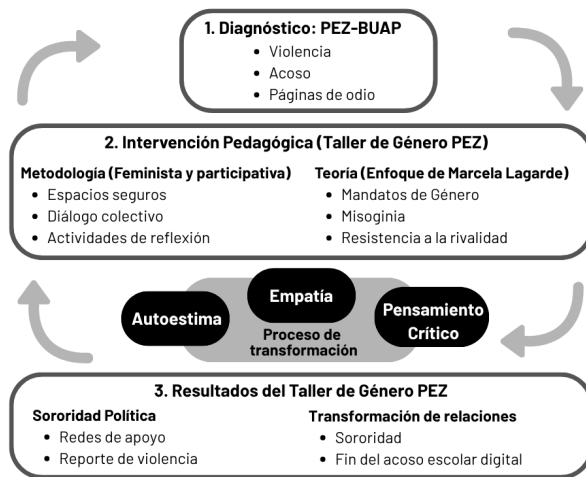 1. Diagnóstico: PEZ-BUAP
Violencia
Acoso
Páginas de odio
2. Intervención Pedagógica (Taller de Género PEZ)
Metodología (Feminista y participativa)
Espacios seguros
Diálogo colectivo
Actividades de reflexión
Teoría (Enfoque de Marcela Lagarde)
Mandatos de Género
Misoginia
Resistencia a la rivalidad
Autoestima
Empatía
Pensamiento
Crítico
Proceso de
transformación
3. Resultados del Taller de Género PEZ
Sororidad Política
Redes de apoyo
Reporte de violencia
Transformación de relaciones
Sororidad
Fin del acoso escolar digital